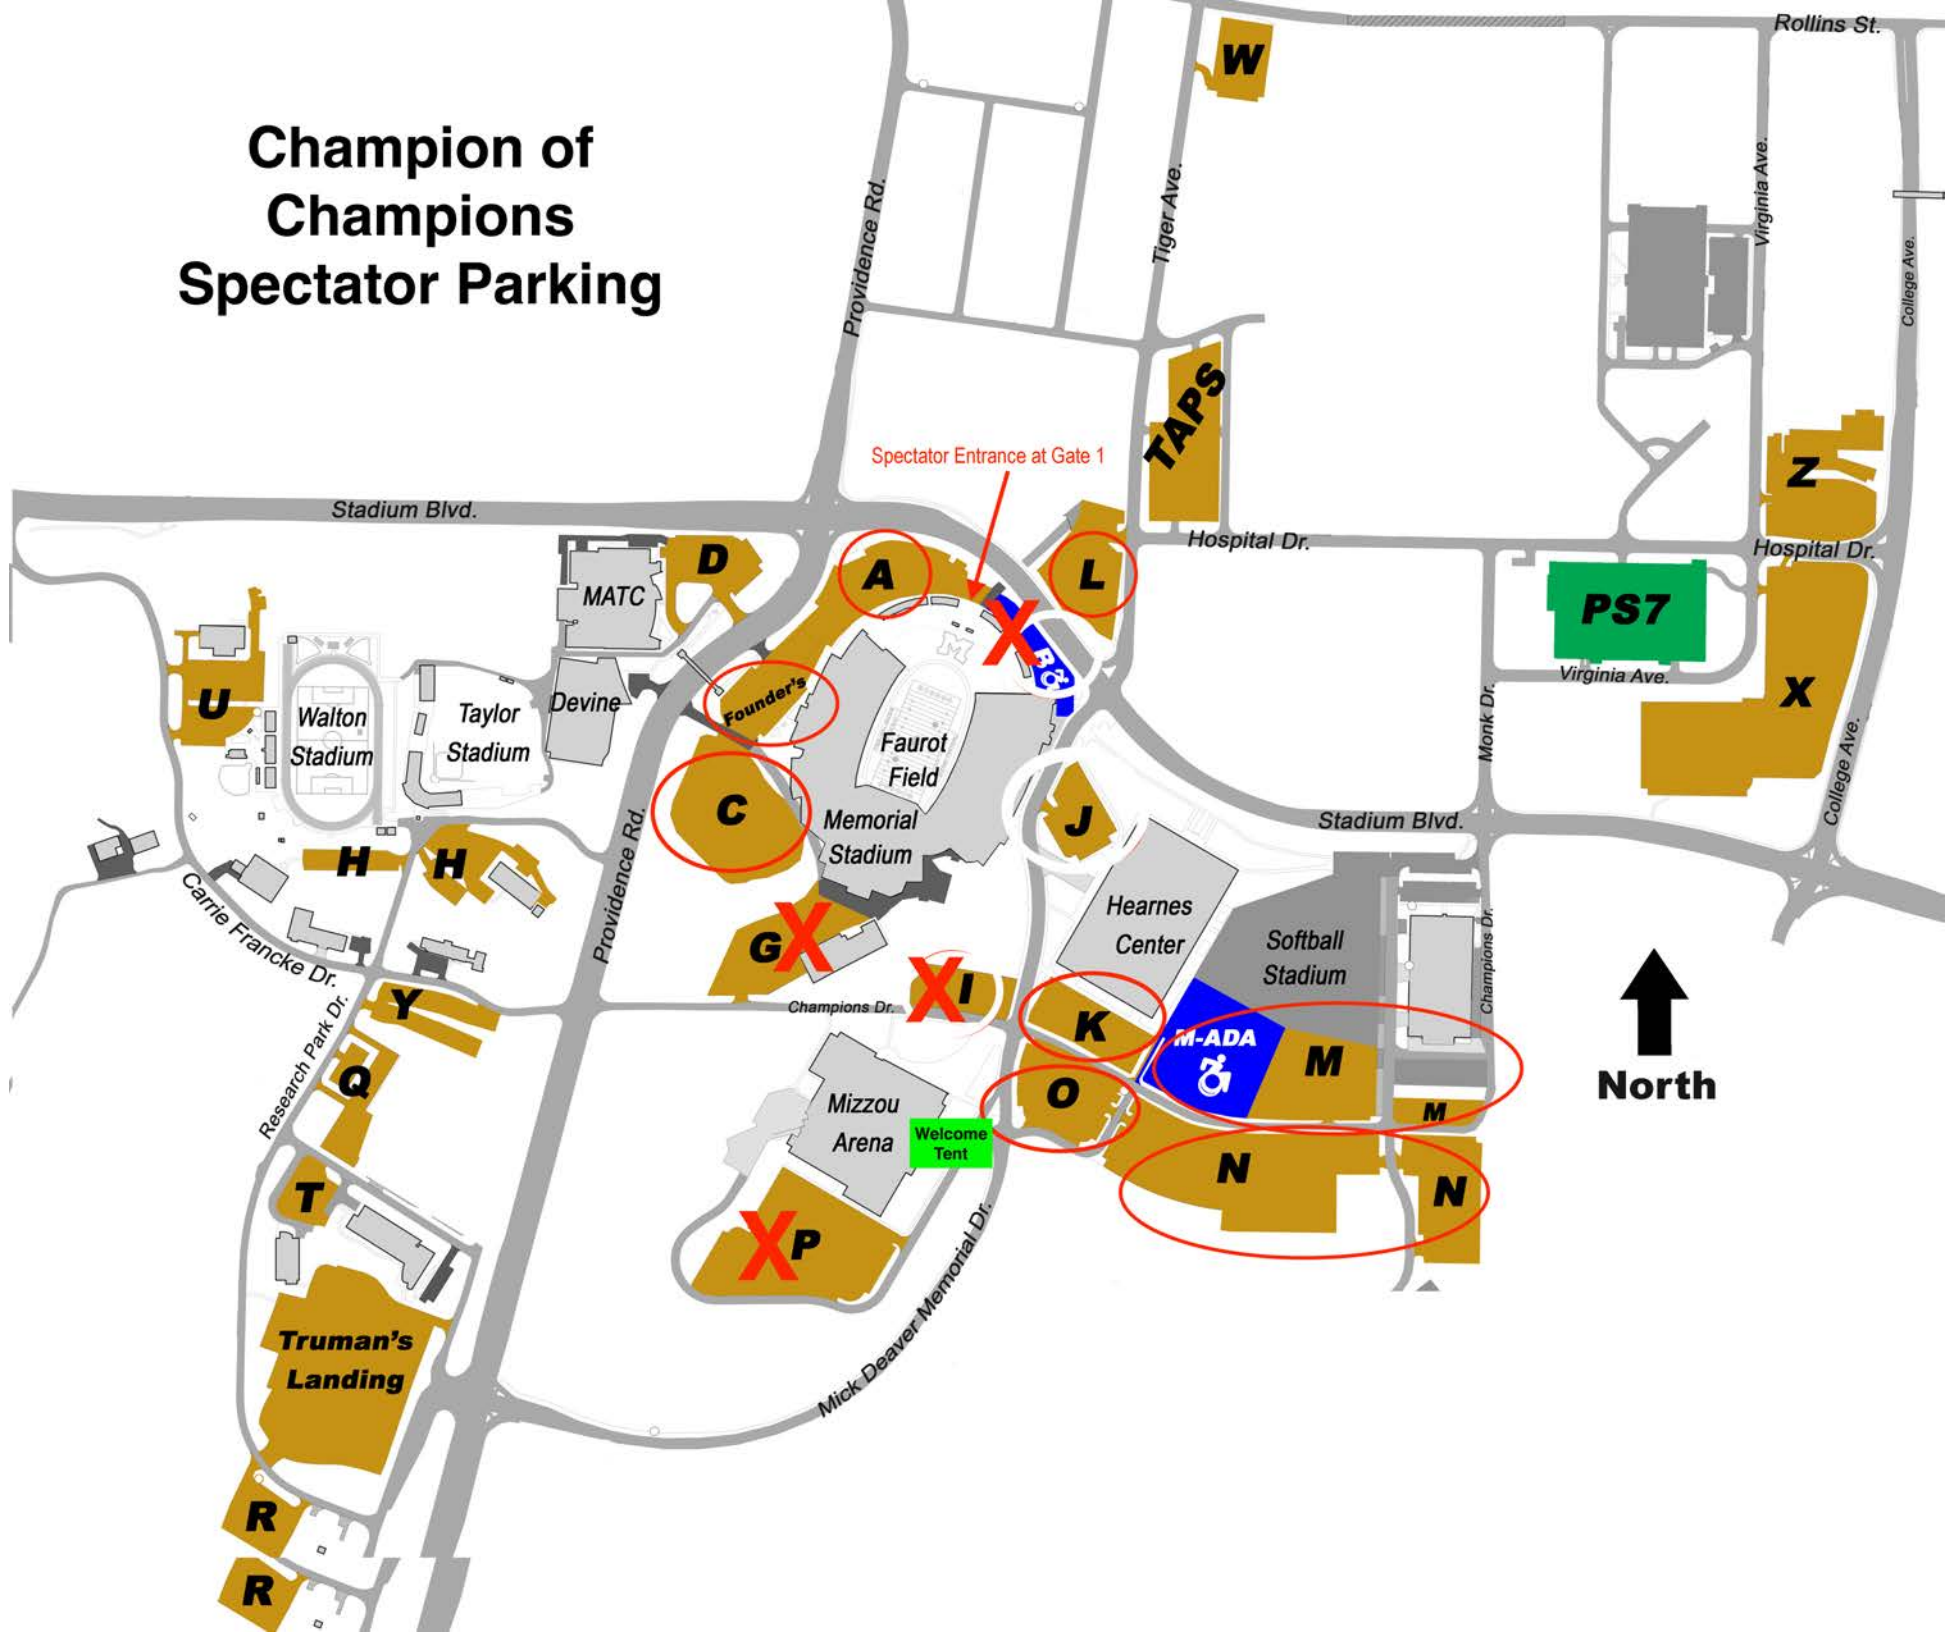 Champion of
Champions
Spectator Parking
Rollins St.
W
Providence Rd.
Tiger Ave.
Virginia Ave.
College Ave.
TAPS
Spectator Entrance at Gate 1
Z
Stadium Blvd.
Hospital Dr.
Hospital Dr.
MATC
D
A
L
PS7
B
M
U
Walton
Stadium
Taylor
Stadium
Devine
Founder's
Faurot
Field
Virginia Ave.
X
Monk Dr.
College Ave.
C
Memorial
Stadium
J
Stadium Blvd.
H
H
Providence Rd.
Carrie Francke Dr.
X
G
X
Hearnes
Center
Softball
Stadium
Champions Dr.
X
I
Champions Dr.
Y
K
M-ADA
M
M
North
Research Park Dr.
Q
Mizzou
Arena
O
Welcome
Tent
N
N
T
X
P
Mick Deaver Memorial Dr.
Truman's
Landing
R
R